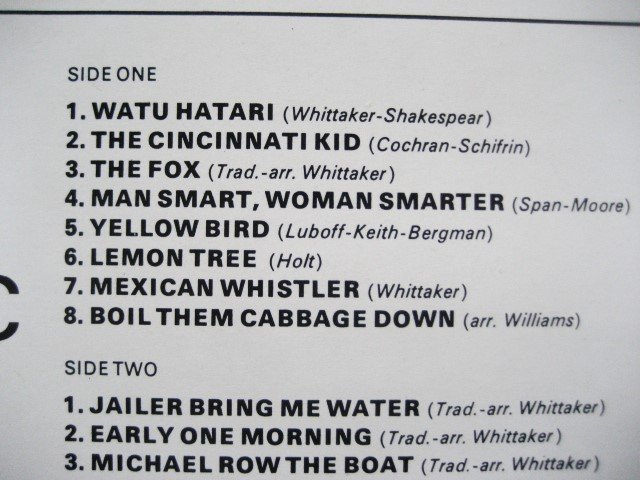 SIDE ONE
1. WATU HATARI (Whittaker-Shakespear)
2. THE CINCINNATI KID (Cochran-Schifrin)
3. THE FOX (Trad.-arr. Whittaker)
4. MAN SMART, WOMAN SMARTER (Span-Moore)
5. YELLOW BIRD (Luboff-Keith-Bergman)
6. LEMON TREE (Holt)
7. MEXICAN WHISTLER (Whittaker)
8. BOIL THEM CABBAGE DOWN (arr. Williams)
SIDE TWO
1. JAILER BRING ME WATER (Trad.-arr. Whittaker)
2. EARLY ONE MORNING (Trad.-arr. Whittaker)
3. MICHAEL ROW THE BOAT (Trad.-arr. Whittaker)